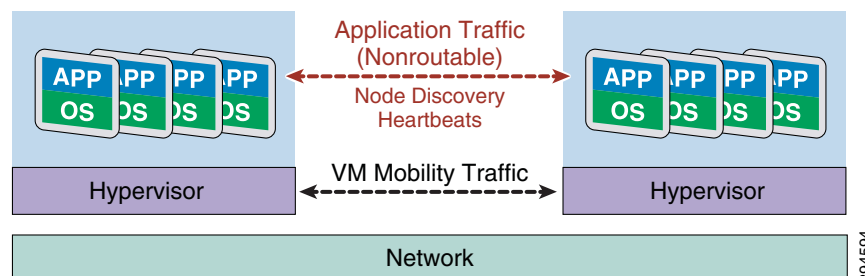 Application Traffic
(Nonroutable)
APP APP APP APP
OS OS OS OS
APP APP APP APP
OS OS OS OS
Node Discovery
Heartbeats
VM Mobility Traffic
Hypervisor
Hypervisor
Network